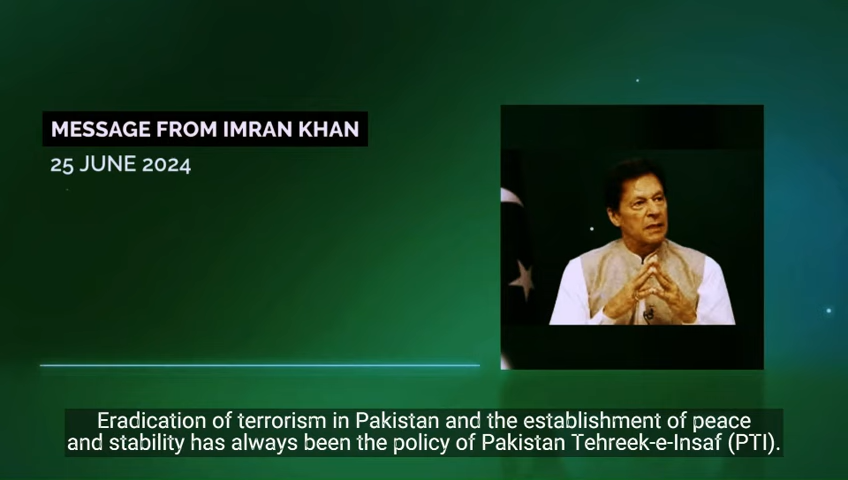 MESSAGE FROM IMRAN KHAN
25 JUNE 2024
Eradication of terrorism in Pakistan and the establishment of peace
and stability has always been the policy of Pakistan Tehreek-e-Insaf (PTI).